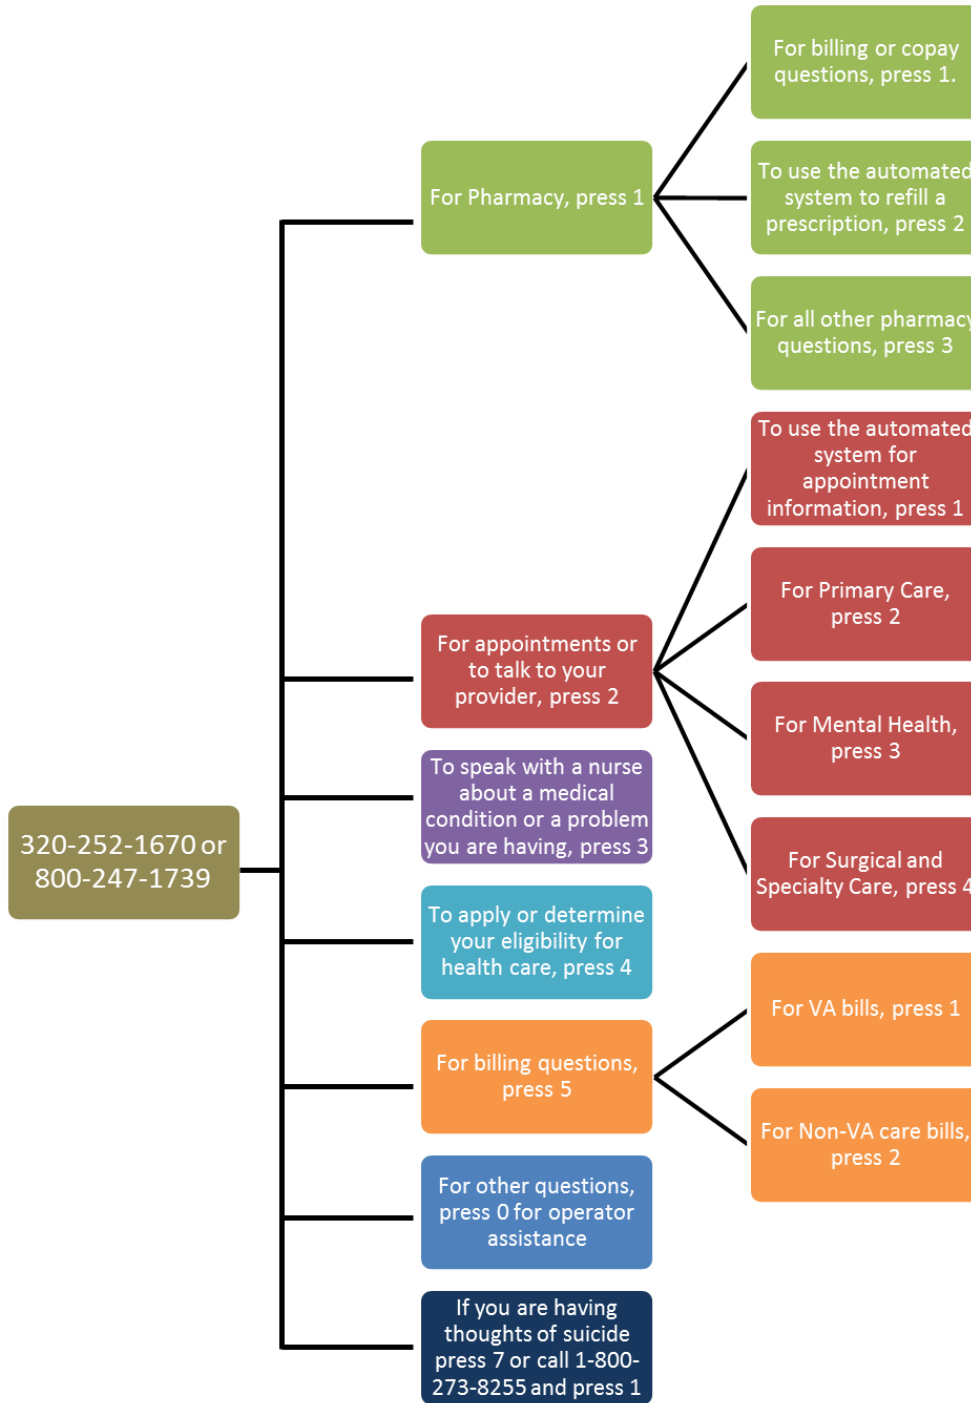 320-252-1670 or
800-247-1739
For Pharmacy, press 1
For billing or copay
questions, press 1.
To use the automated
system to refill a
prescription, press 2
For all other pharmacy
questions, press 3
For appointments or
to talk to your
provider, press 2
To use the automated
system for
appointment
information, press 1
For Primary Care,
press 2
For Mental Health,
press 3
For Surgical and
Specialty Care, press 4
To speak with a nurse
about a medical
condition or a problem
you are having, press 3
To apply or determine
your eligibility for
health care, press 4
For billing questions,
press 5
For VA bills, press 1
For Non-VA care bills,
press 2
For other questions,
press 0 for operator
assistance
If you are having
thoughts of suicide
press 7 or call 1-800-
273-8255 and press 1